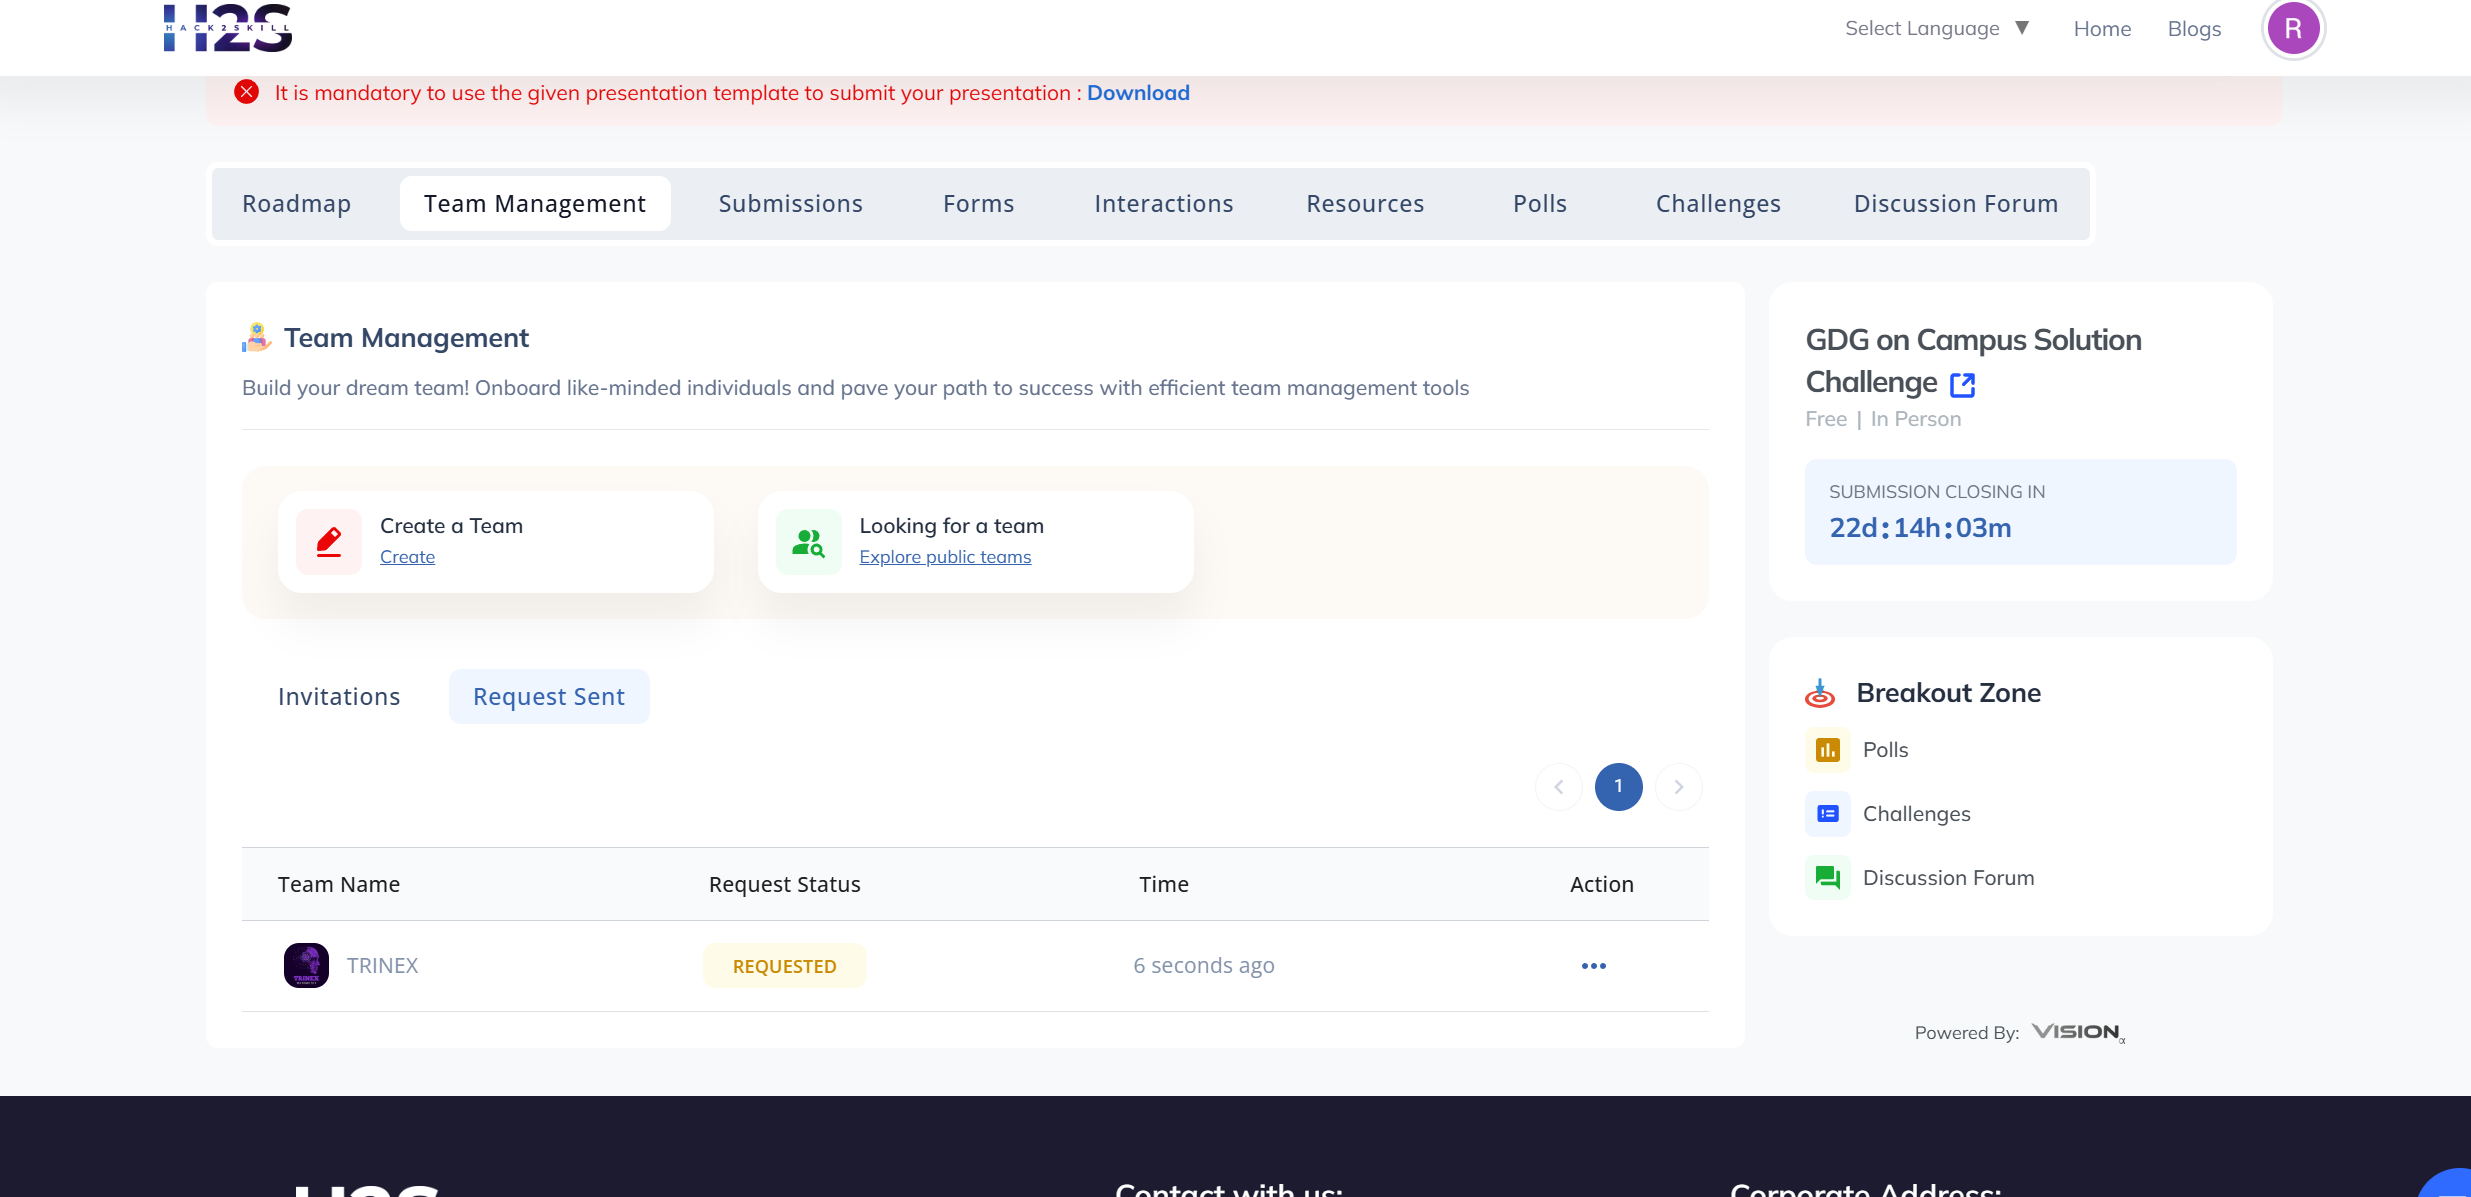 H2S
HACK2SKILL
Select Language ▼
Home
Blogs
R
It is mandatory to use the given presentation template to submit your presentation : Download
Roadmap
Team Management
Submissions
Forms
Interactions
Resources
Polls
Challenges
Discussion Forum
Team Management
Build your dream team! Onboard like-minded individuals and pave your path to success with efficient team management tools
Create a Team
Create
Looking for a team
Explore public teams
Invitations
Request Sent
1
Team Name
Request Status
Time
Action
TRINEX
TRINEX
REQUESTED
6 seconds ago
GDG on Campus Solution
Challenge
Free | In Person
SUBMISSION CLOSING IN
22d:14h:03m
Breakout Zone
Polls
Challenges
Discussion Forum
Powered By: VISION α
H2S
Contact with us:
Corporate Address: